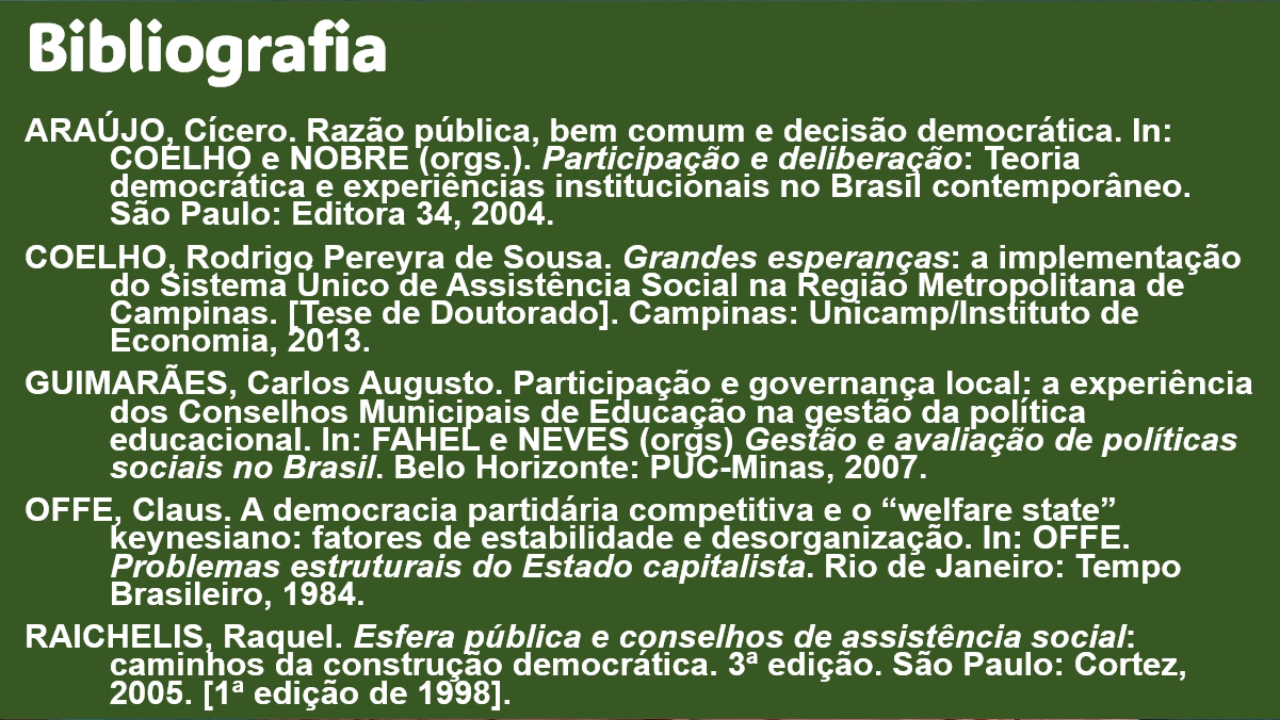 Bibliografia
ARAÚJO, Cícero. Razão pública, bem comum e decisão democrática. In:
COELHO e NOBRE (orgs.). Participação e deliberação: Teoria
democrática e experiências institucionais no Brasil contemporâneo.
São Paulo: Editora 34, 2004.
COELHO, Rodrigo Pereyra de Sousa. Grandes esperanças: a implementação
do Sistema Único de Assistência Social na Região Metropolitana de
Campinas. [Tese de Doutorado]. Campinas: Unicamp/Instituto de
Economia, 2013.
GUIMARÃES, Carlos Augusto. Participação e governança local: a experiência
dos Conselhos Municipais de Educação na gestão da política
educacional. In: FAHEL e NEVES (orgs) Gestão e avaliação de políticas
sociais no Brasil. Belo Horizonte: PUC-Minas, 2007.
OFFE, Claus. A democracia partidária competitiva e o “welfare state”
keynesiano: fatores de estabilidade e desorganização. In: OFFE.
Problemas estruturais do Estado capitalista. Rio de Janeiro: Tempo
Brasileiro, 1984.
RAICHELIS, Raquel. Esfera pública e conselhos de assistência social:
caminhos da construção democrática. 3ª edição. São Paulo: Cortez,
2005. [1ª edição de 1998].